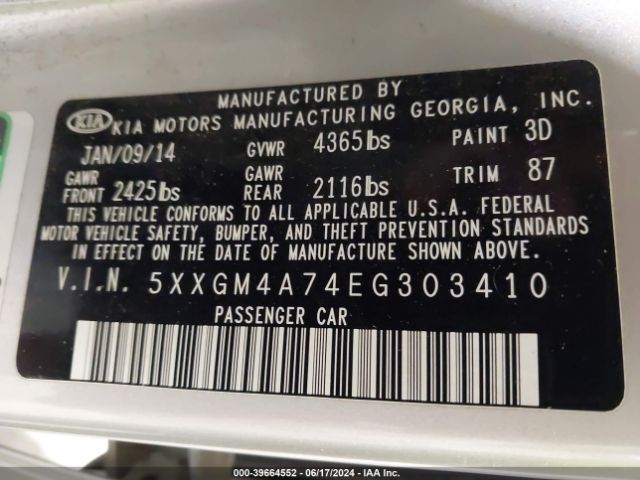 MANUFACTURED BY
KIA KIA MOTORS MANUFACTURING GEORGIA, INC.
JAN/09/14 GVWR 4365lbs PAINT 3D
GAWR FRONT 2425lbs GAWR REAR 2116lbs TRIM 87
THIS VEHICLE CONFORMS TO ALL APPLICABLE U.S.A. FEDERAL
MOTOR VEHICLE SAFETY, BUMPER, AND THEFT PREVENTION STANDARDS
IN EFFECT ON THE DATE OF MANUFACTURE SHOWN ABOVE.
V.I.N. 5XXGM4A74EG303410
PASSENGER CAR
000-39664552 / 06/17/2024 - IAAI.COM